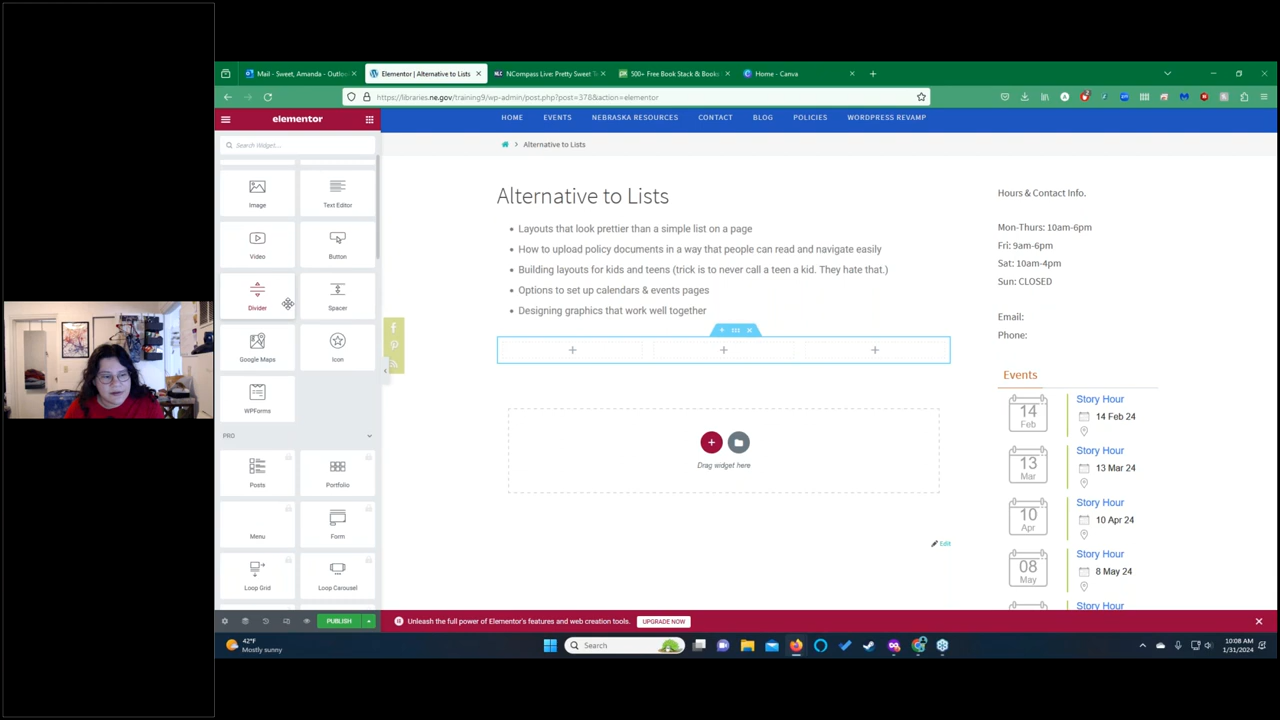 Mail - Sweet, Amanda - Outlo
Elementor | Alternative to Lists
NCompass Live: Pretty Sweet T
500+ Free Book Stack & Books
Home - Canva
https://libraries.ne.gov/training9/wp-admin/post.php?post=378&action=elementor
elementor
HOME
EVENTS
NEBRASKA RESOURCES
CONTACT
BLOG
POLICIES
WORDPRESS REVAMP
Search Widget...
Alternative to Lists
Image
Text Editor
Video
Button
Divider
Spacer
Google Maps
Icon
WPForms
PRO
Posts
Portfolio
Menu
Form
Loop Grid
Loop Carousel
PUBLISH
Alternative to Lists
Layouts that look prettier than a simple list on a page
How to upload policy documents in a way that people can read and navigate easily
Building layouts for kids and teens (trick is to never call a teen a kid. They hate that.)
Options to set up calendars & events pages
Designing graphics that work well together
Drag widget here
Edit
Hours & Contact Info.
Mon-Thurs: 10am-6pm
Fri: 9am-6pm
Sat: 10am-4pm
Sun: CLOSED
Email:
Phone:
Events
14
Feb
Story Hour
14 Feb 24
13
Mar
Story Hour
13 Mar 24
10
Apr
Story Hour
10 Apr 24
08
May
Story Hour
8 May 24
Story Hour
Unleash the full power of Elementor's features and web creation tools.
UPGRADE NOW
42°F
Mostly sunny
Search
10:08 AM
1/31/2024